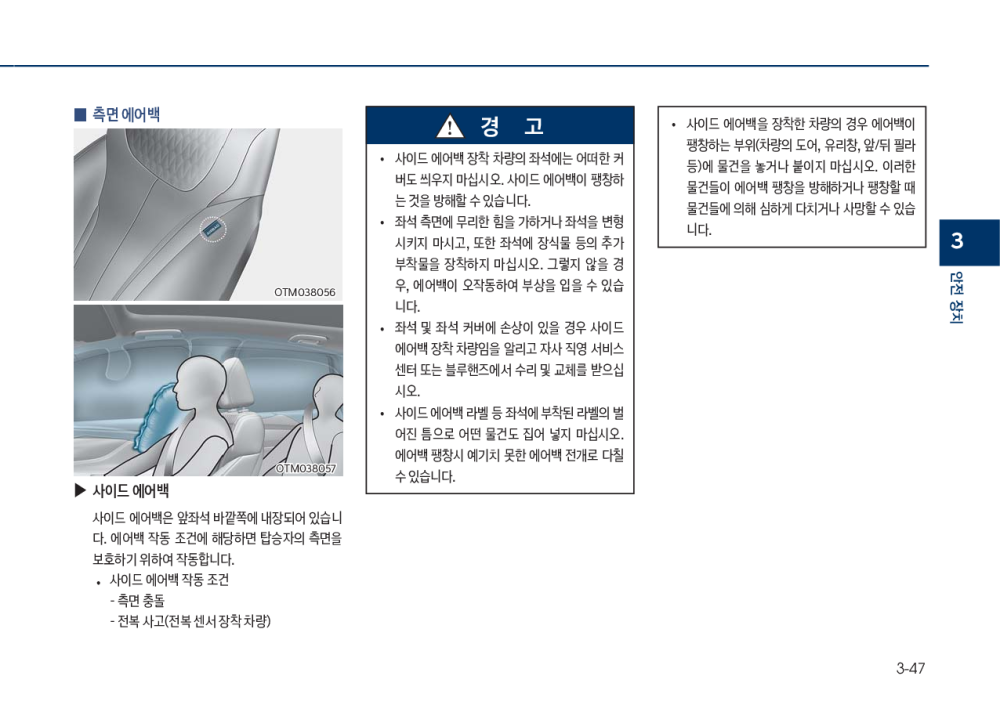 ■ 측면 에어백
OTM038056
OTM038057
▶ 사이드 에어백
사이드 에어백은 앞좌석 바깥쪽에 내장되어 있습니
다. 에어백 작동 조건에 해당하면 탑승자의 측면을
보호하기 위하여 작동합니다.
• 사이드 에어백 작동 조건
- 측면 충돌
- 전복 사고(전복 센서 장착 차량)
경 고
• 사이드 에어백 장착 차량의 좌석에는 어떠한 커
버도 씌우지 마십시오. 사이드 에어백이 팽창하
는 것을 방해할 수 있습니다.
• 좌석 측면에 무리한 힘을 가하거나 좌석을 변형
시키지 마시고, 또한 좌석에 장식물 등의 추가
부착물을 장착하지 마십시오. 그렇지 않을 경
우, 에어백이 오작동하여 부상을 입을 수 있습
니다.
• 좌석 및 좌석 커버에 손상이 있을 경우 사이드
에어백 장착 차량임을 알리고 자사 직영 서비스
센터 또는 블루핸즈에서 수리 및 교체를 받으십
시오.
• 사이드 에어백 라벨 등 좌석에 부착된 라벨의 벌
어진 틈으로 어떤 물건도 집어 넣지 마십시오.
에어백 팽창시 예기치 못한 에어백 전개로 다칠
수 있습니다.
• 사이드 에어백을 장착한 차량의 경우 에어백이
팽창하는 부위(차량의 도어, 유리창, 앞/뒤 필라
등)에 물건을 놓거나 붙이지 마십시오. 이러한
물건들이 에어백 팽창을 방해하거나 팽창할 때
물건들에 의해 심하게 다치거나 사망할 수 있습
니다.
3
안전 장치
3-47